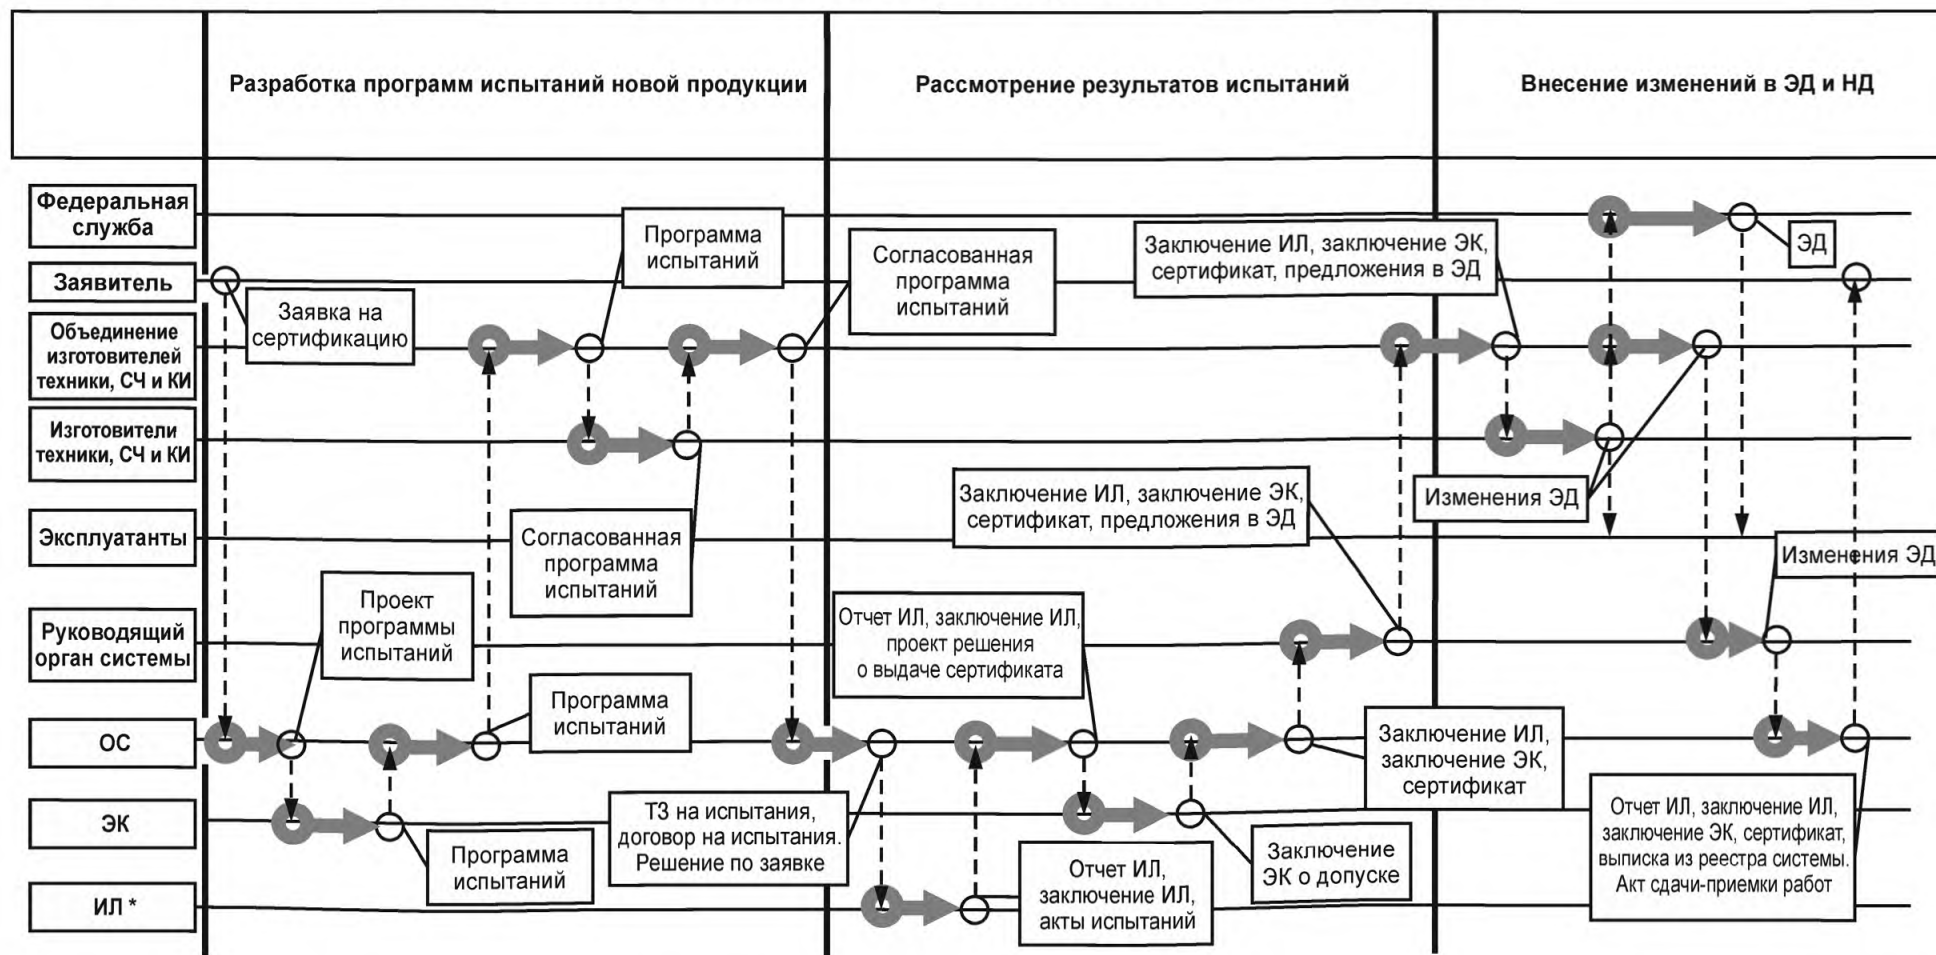 Разработка программ испытаний новой продукции
Рассмотрение результатов испытаний
Внесение изменений в ЭД и НД
Федеральная
служба
Заявитель
Объединение
изготовителей
техники, СЧ и КИ
Изготовители
техники, СЧ и КИ
Эксплуатанты
Руководящий
орган системы
ОС
ЭК
ИЛ *
Заявка на
сертификацию
Программа
испытаний
Согласованная
программа
испытаний
Проект
программы
испытаний
Программа
испытаний
Программа
испытаний
Согласованная
программа
испытаний
Заключение ИЛ, заключение ЭК,
сертификат, предложения в ЭД
Заключение ИЛ, заключение ЭК,
сертификат, предложения в ЭД
Отчет ИЛ, заключение ИЛ,
проект решения
о выдаче сертификата
ТЗ на испытания,
договор на испытания.
Решение по заявке
Отчет ИЛ,
заключение ИЛ,
акты испытаний
Заключение
ЭК о допуске
Заключение ИЛ,
заключение ЭК,
сертификат
ЭД
Изменения ЭД
Изменения ЭД
Отчет ИЛ, заключение ИЛ,
заключение ЭК, сертификат,
выписка из реестра системы.
Акт сдачи-приемки работ